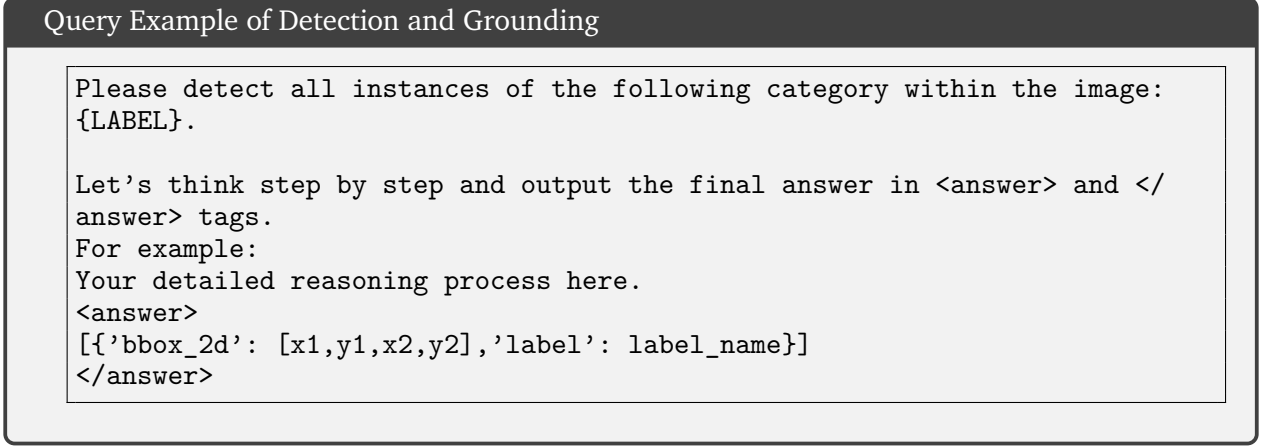 Query Example of Detection and Grounding
Please detect all instances of the following category within the image:
{LABEL}.
Let’s think step by step and output the final answer in <answer> and </
answer> tags.
For example:
Your detailed reasoning process here.
<answer>
[{’bbox_2d’: [x1,y1,x2,y2],’label’: label_name}]
</answer>